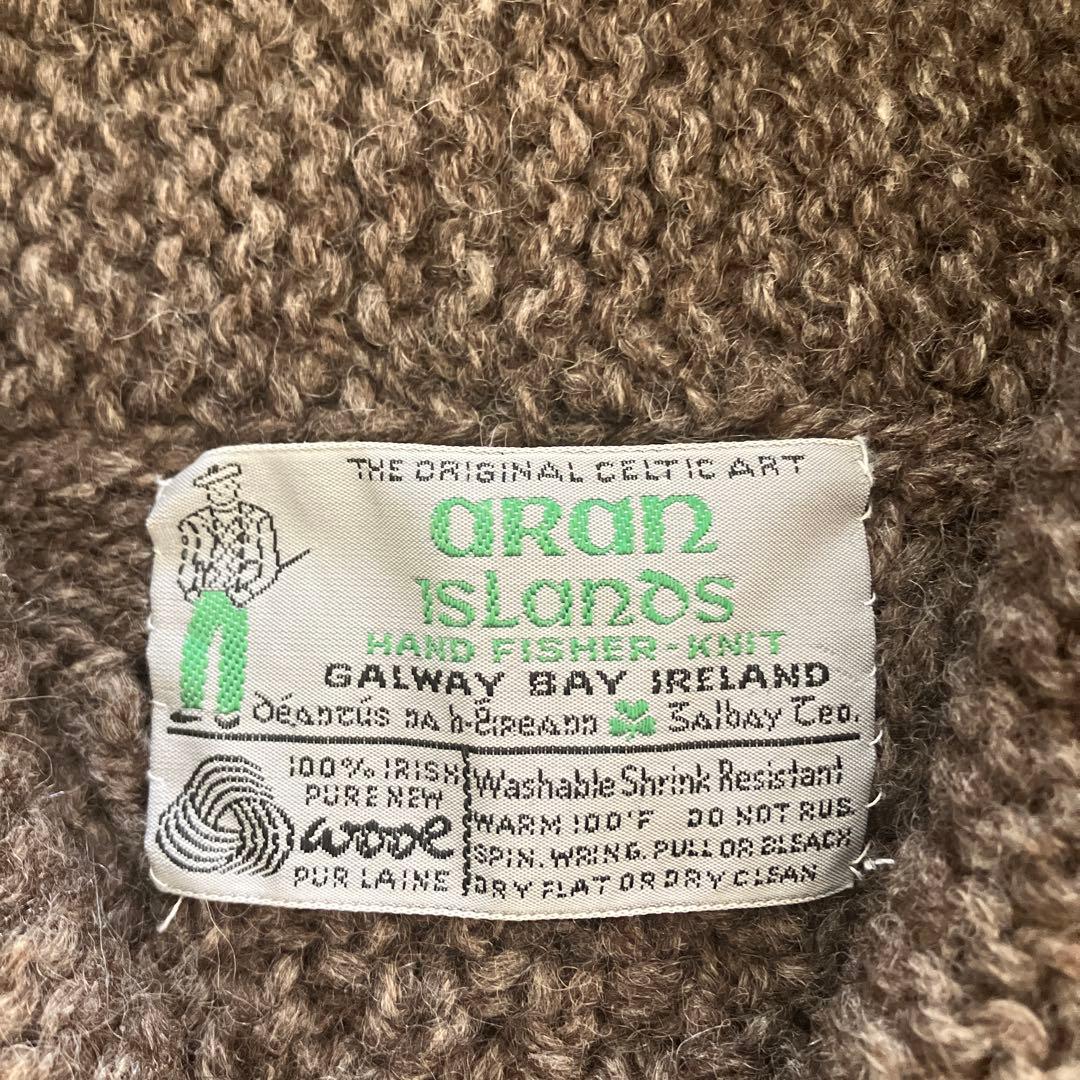 THE ORIGINAL CELTIC ART
ARAN
ISLANDS
HAND FISHER-KNIT
GALWAY BAY IRELAND
Déantús na h-Éireann Galbay Teo.
100% IRISH
PURE NEW
WOOL
PUR LAINE
Washable Shrink Resistant
WARM 100°F DO NOT RUB
SPIN. WRING. PULL OR BLEACH
DRY FLAT OR DRY CLEAN